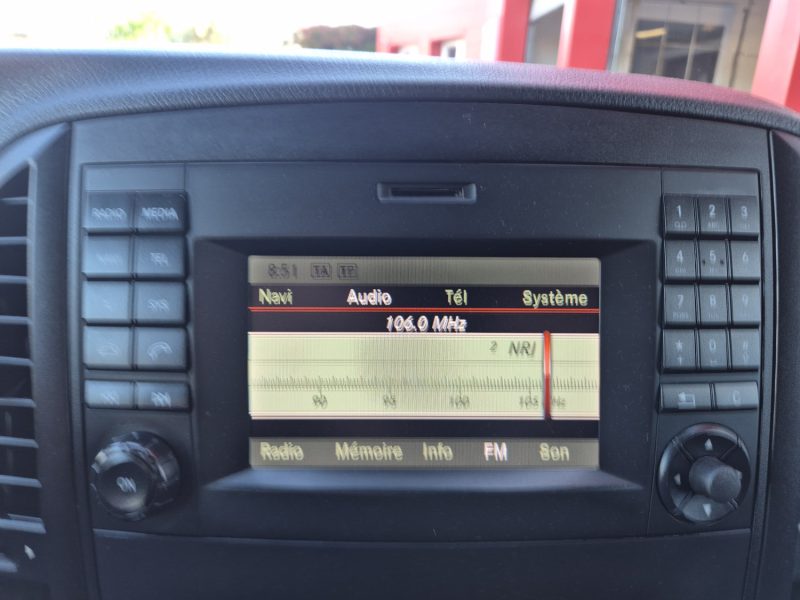 RADIO MEDIA
TEL
SYS
ON
8:51 TA TP
Navi Audio Tél Système
106.0 MHz
2 NRJ
90 95 100 105
Radio Mémoire Info FM Son
1 2 3
4 5 6
7 8 9
* 0 #
C